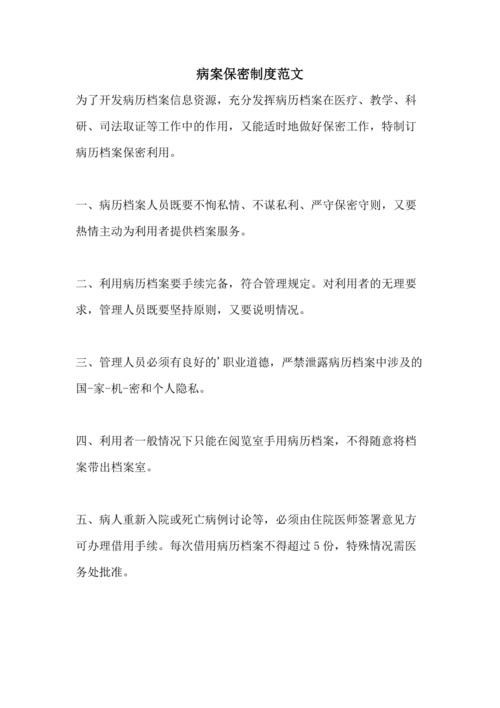 病案保密制度范文
为了开发病历档案信息资源，充分发挥病历档案在医疗、教学、科
研、司法取证等工作中的作用，又能适时地做好保密工作，特制订
病历档案保密利用。
一、病历档案人员既要不恂私情、不谋私利、严守保密守则，又要
热情主动为利用者提供档案服务。
二、利用病历档案要手续完备，符合管理规定。对利用者的无理要
求，管理人员既要坚持原则，又要说明情况。
三、管理人员必须有良好的'职业道德，严禁泄露病历档案中涉及的
国-家-机-密和个人隐私。
四、利用者一般情况下只能在阅览室手用病历档案，不得随意将档
案带出档案室。
五、病人重新入院或死亡病例讨论等，必须由住院医师签署意见方
可办理借用手续。每次借用病历档案不得超过 5 份，特殊情况需医
务处批准。